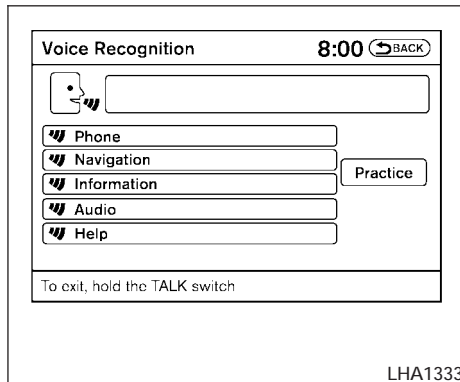 Voice Recognition 8:00 BACK
Phone
Navigation
Practice
Information
Audio
Help
To exit, hold the TALK switch
LHA1333